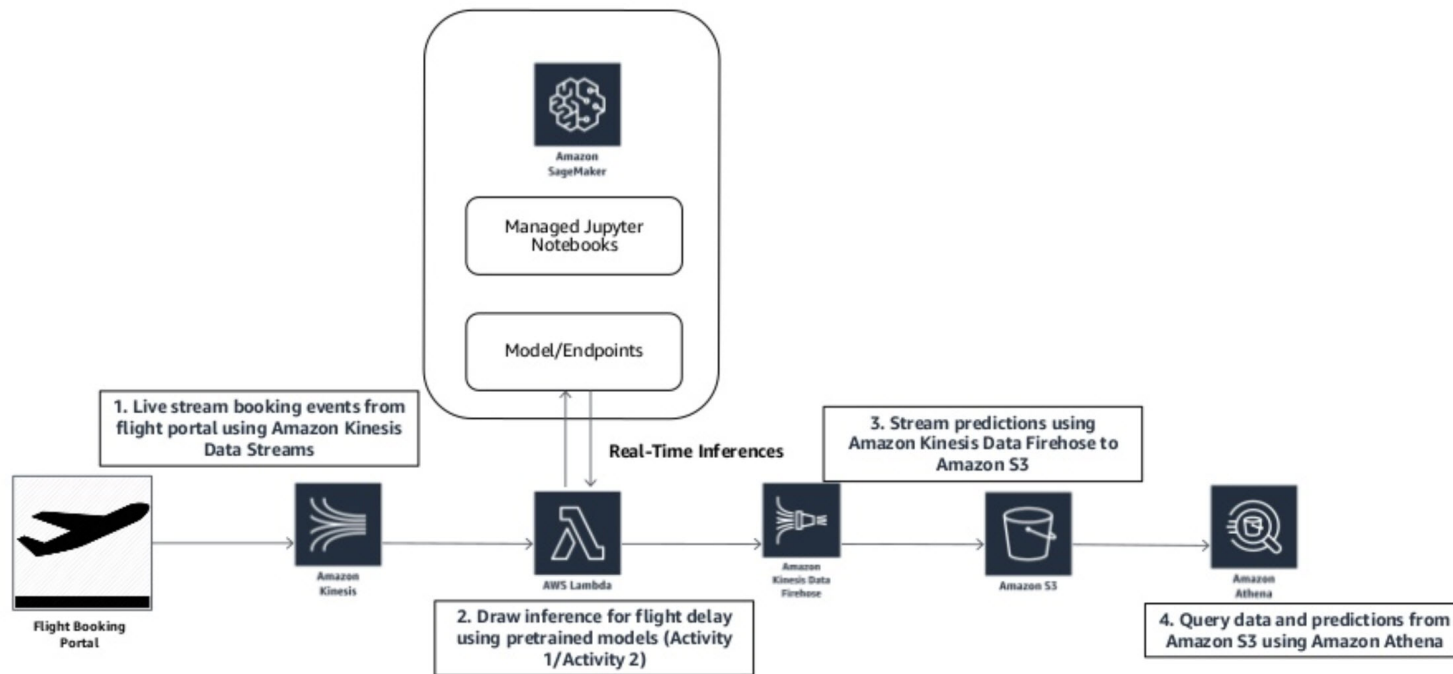 Amazon
SageMaker
Managed Jupyter
Notebooks
Model/Endpoints
1. Live stream booking events from
flight portal using Amazon Kinesis
Data Streams
Real-Time Inferences
3. Stream predictions using
Amazon Kinesis Data Firehose to
Amazon S3
Flight Booking
Portal
Amazon
Kinesis
AWS Lambda
Amazon
Kinesis Data
Firehose
Amazon S3
Amazon
Athena
2. Draw inference for flight delay
using pretrained models (Activity
1/Activity 2)
4. Query data and predictions from
Amazon S3 using Amazon Athena